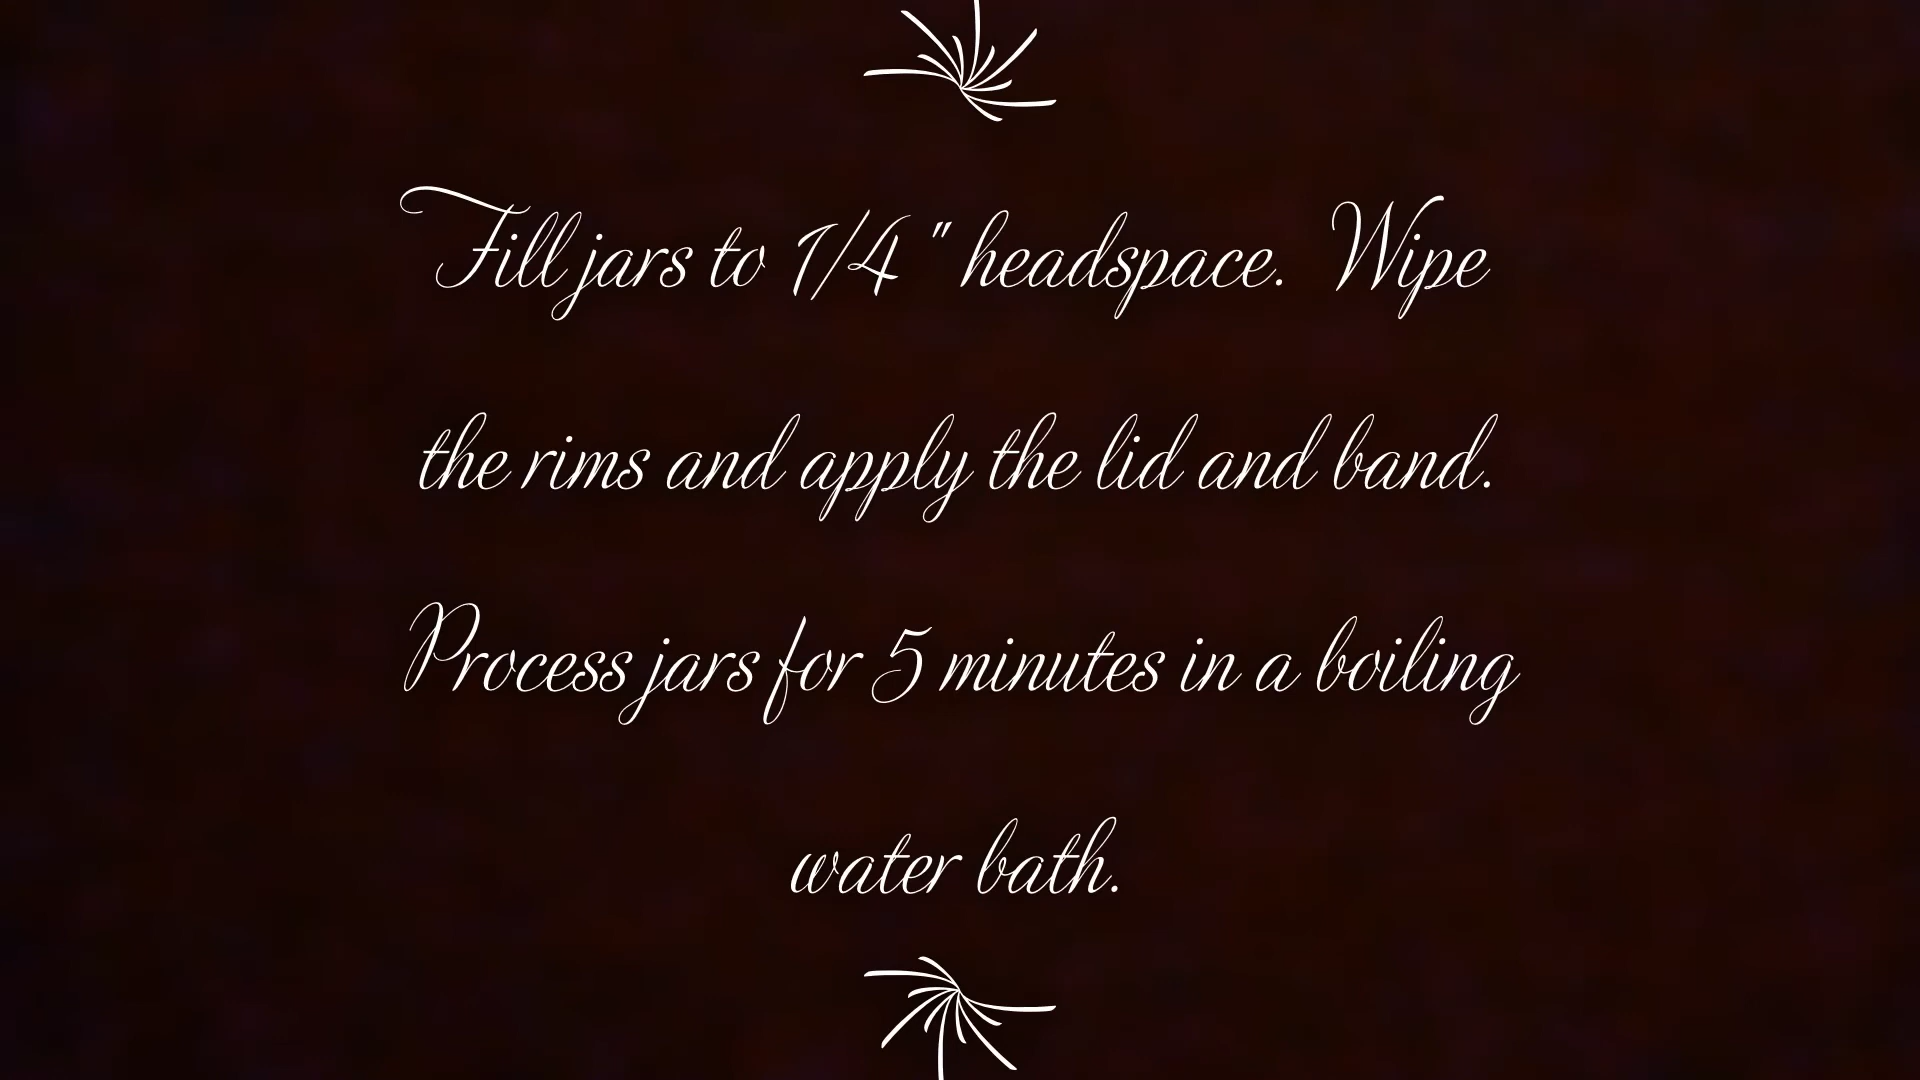 Fill jars to 1/4 " headspace. Wipe
the rims and apply the lid and band.
Process jars for 5 minutes in a boiling
water bath.